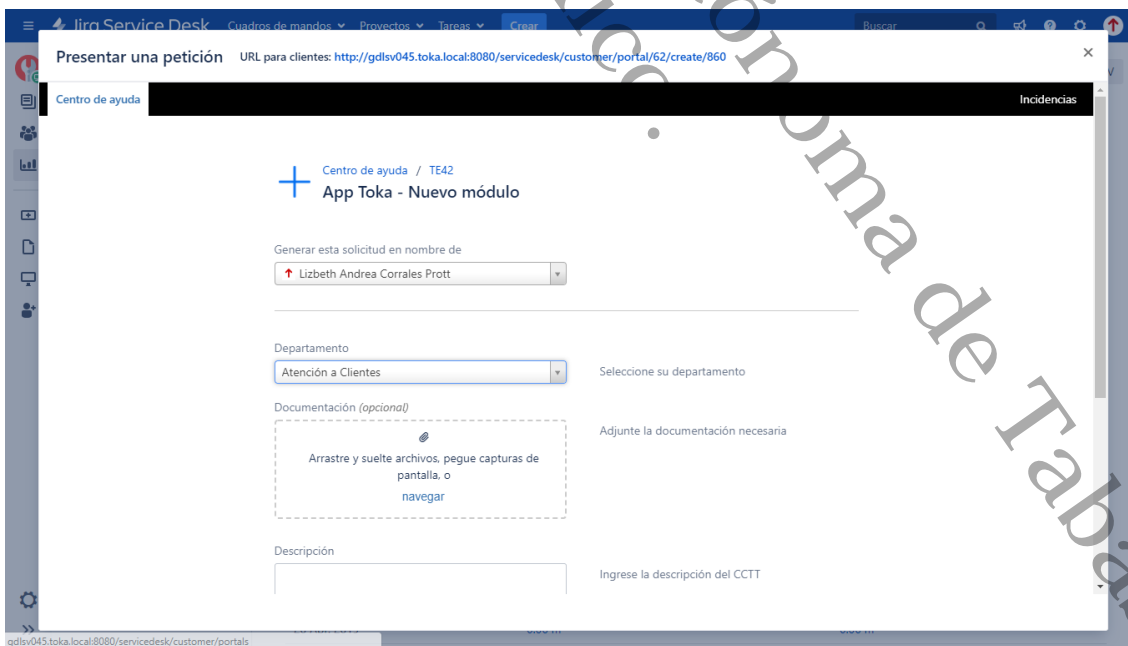 Jira Service Desk Cuadros de mandos Proyectos Tareas Crear Buscar
Presentar una petición URL para clientes: http://gdlsv045.toka.local:8080/servicedesk/customer/portal/62/create/860
Centro de ayuda Incidencias
Centro de ayuda / TE42
App Toka - Nuevo módulo
Generar esta solicitud en nombre de
Lizbeth Andrea Corrales Prott
Departamento
Atención a Clientes Seleccione su departamento
Documentación (opcional)
Adjunte la documentación necesaria
Arrastre y suelte archivos, pegue capturas de
pantalla, o
navegar
Descripción
Ingrese la descripción del CCTT
gdlsv045.toka.local:8080/servicedesk/customer/portals
ónoma de Taba